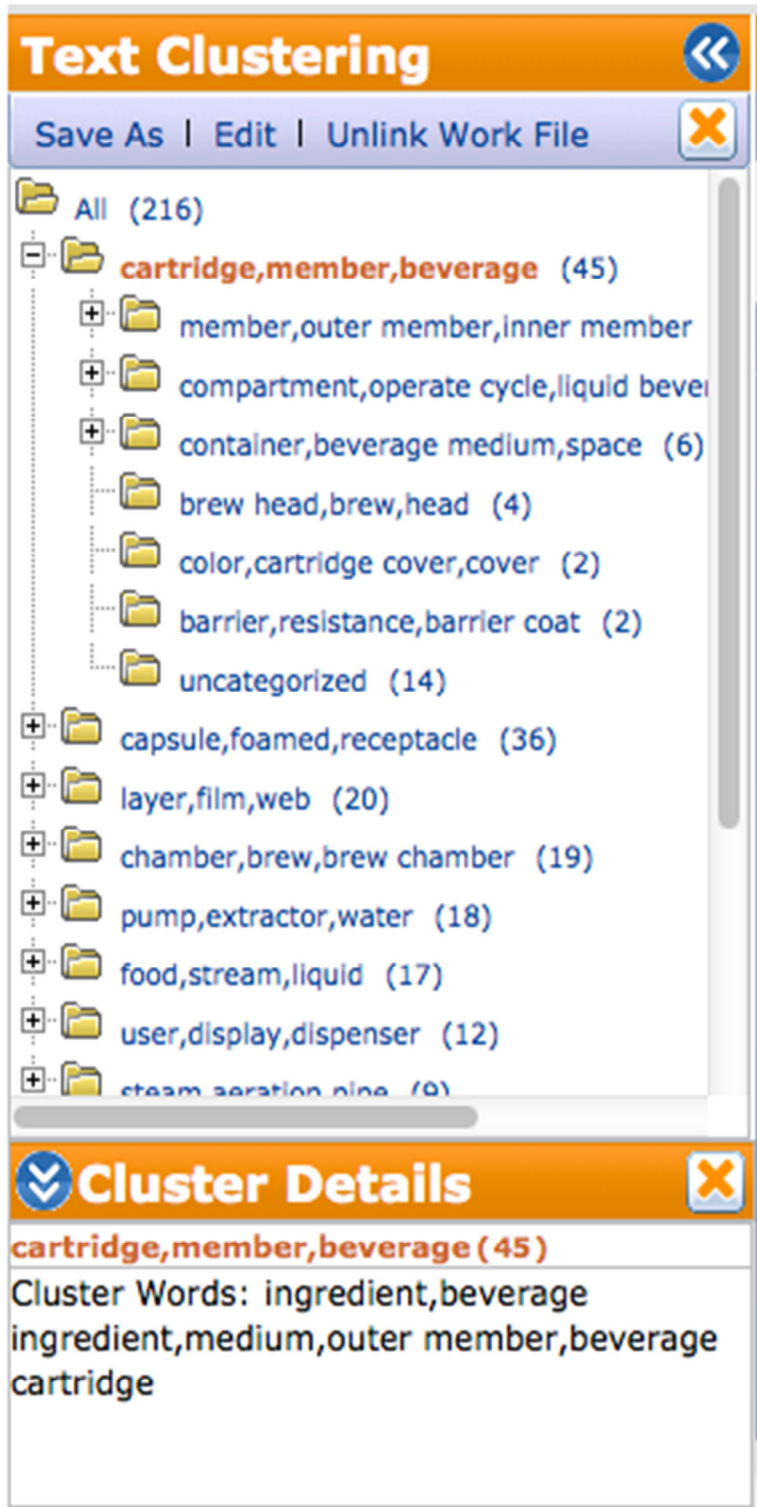 Text Clustering
Save As | Edit | Unlink Work File
All (216)
cartridge,member,beverage (45)
member,outer member,inner member
compartment,operate cycle,liquid
container,beverage medium,space (6)
brew head,brew,head (4)
color,cartridge cover,cover (2)
barrier,resistance,barrier coat (2)
uncategorized (14)
capsule,foamed,receptacle (36)
layer,film,web (20)
chamber,brew,brew chamber (19)
pump,extractor,water (18)
food,stream,liquid (17)
user,display,dispenser (12)
steam,aeration,pipe (9)
Cluster Details
cartridge,member,beverage(45)
Cluster Words: ingredient,beverage
ingredient,medium,outer member,beverage
cartridge